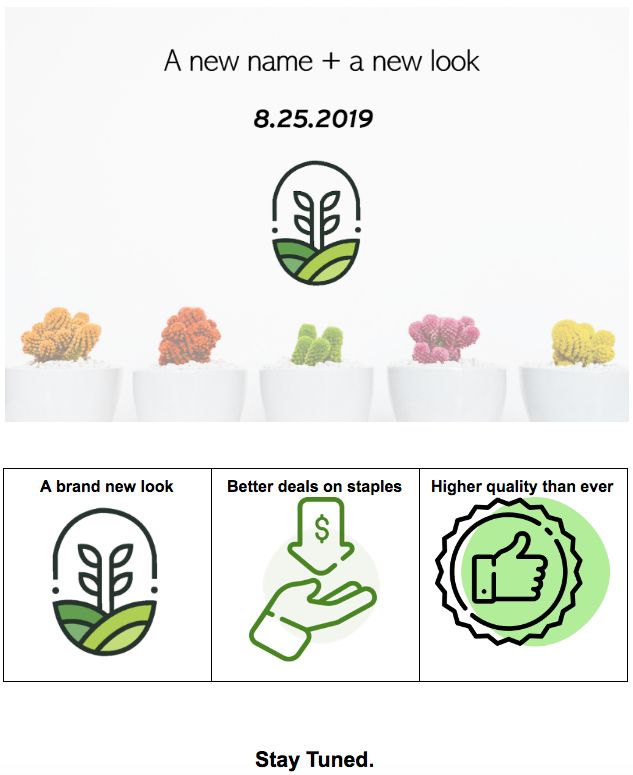 A new name + a new look
8.25.2019
A brand new look
Better deals on staples
Higher quality than ever
$
Stay Tuned.